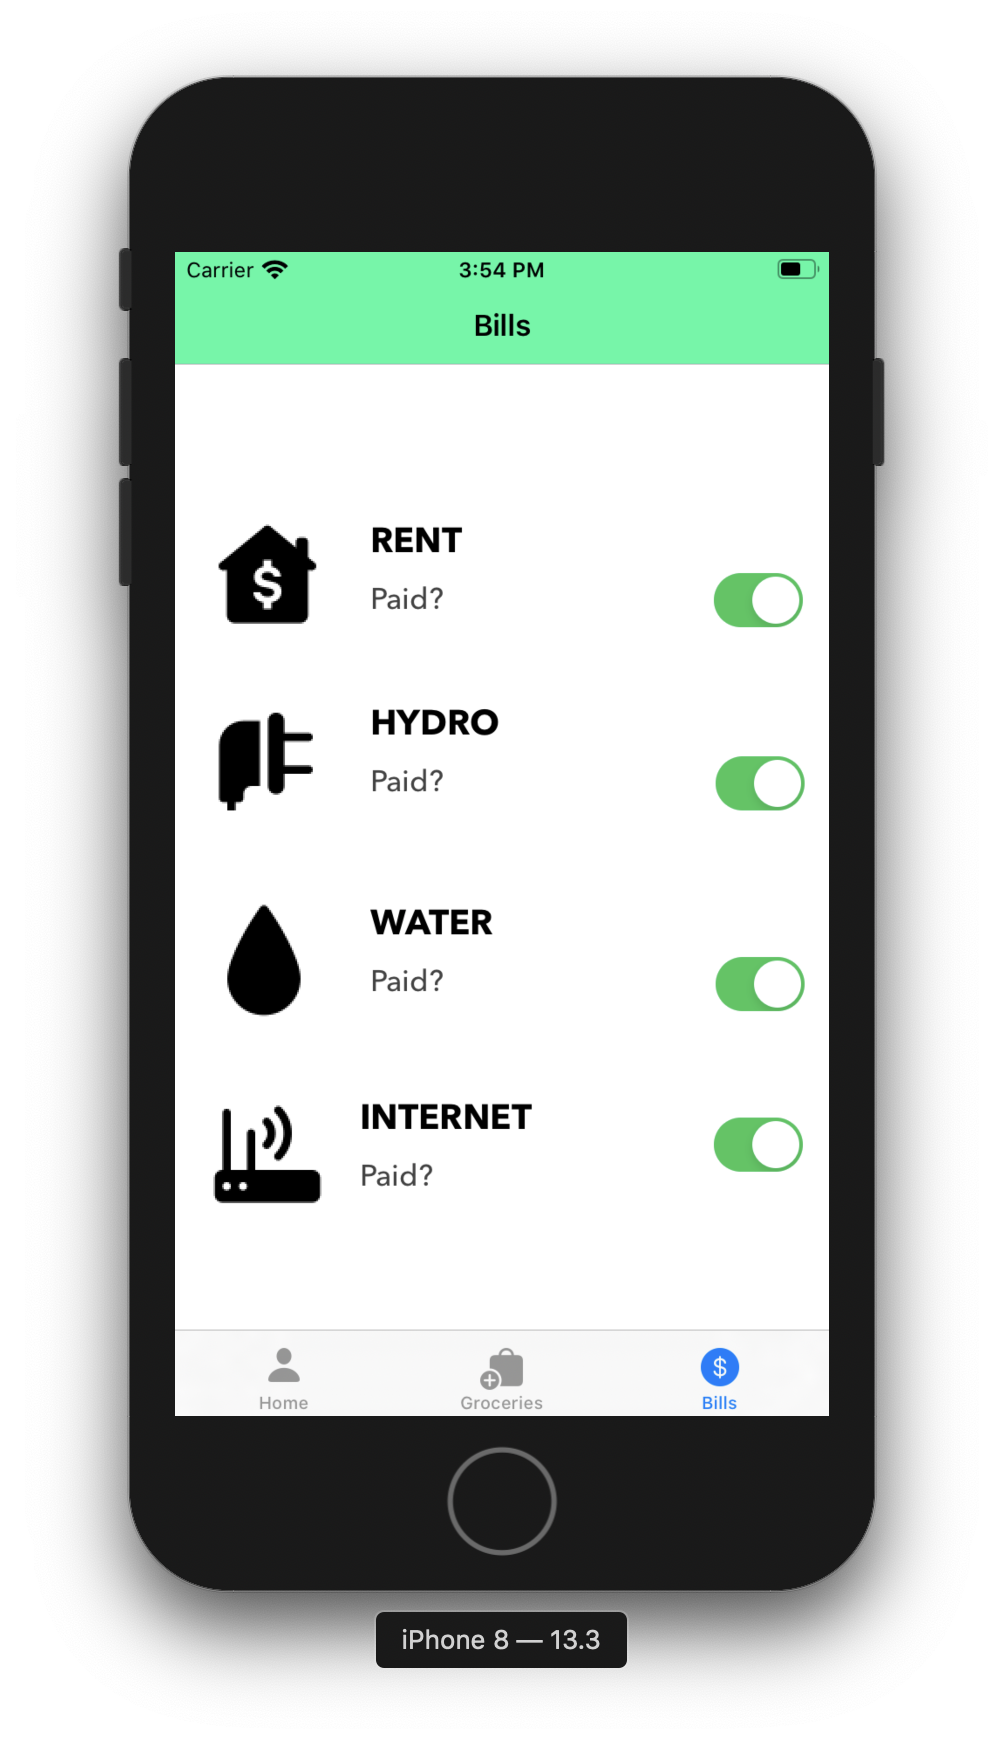 Carrier 3:54 PM
Bills
$
RENT
Paid?
HYDRO
Paid?
WATER
Paid?
INTERNET
Paid?
$
Home Groceries Bills
iPhone 8 — 13.3